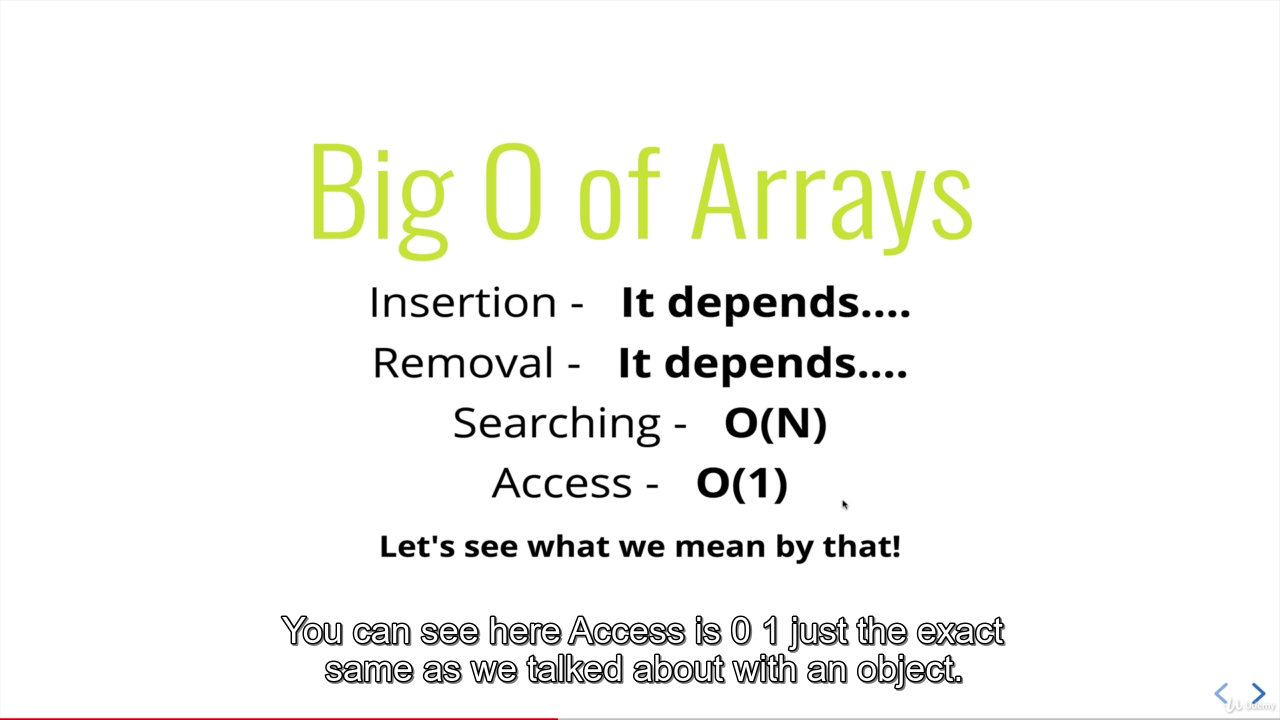 Big O of Arrays
Insertion - It depends....
Removal - It depends....
Searching - O(N)
Access - O(1)
Let's see what we mean by that!
You can see here Access is 0 1 just the exact
same as we talked about with an object.
Udemy